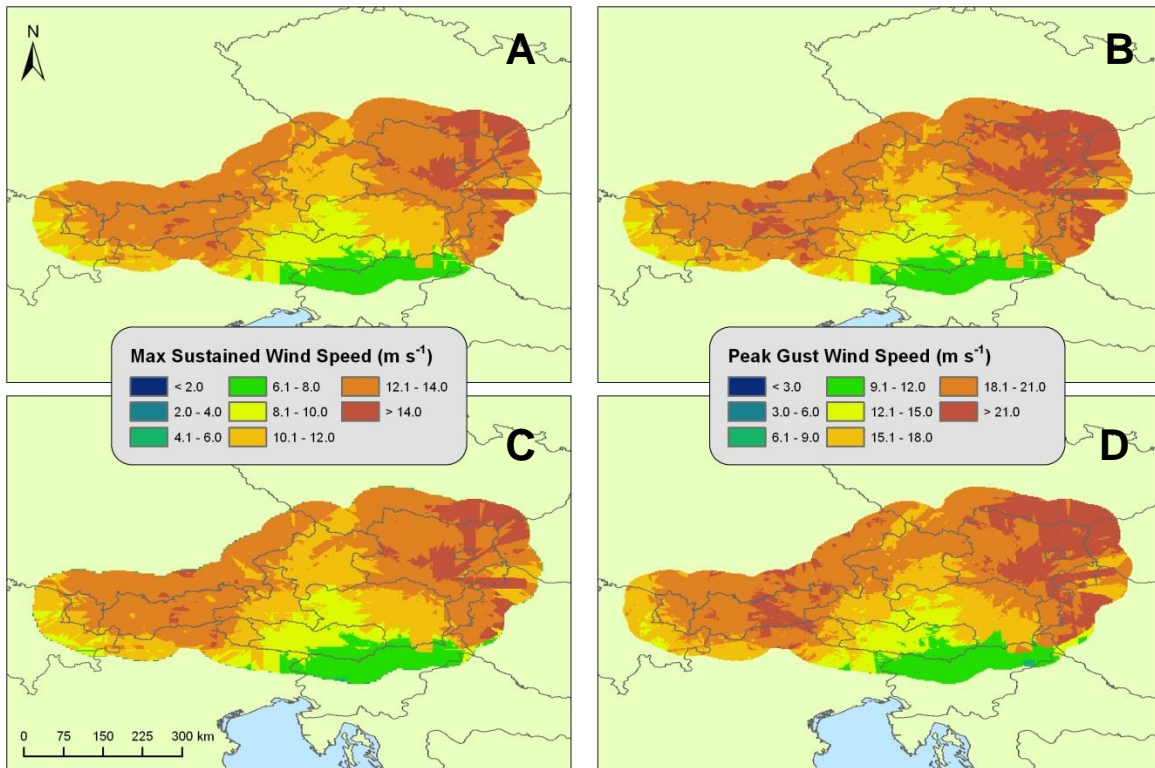 N
A
B
Max Sustained Wind Speed (m s⁻¹)
< 2.0
6.1 - 8.0
12.1 - 14.0
2.0 - 4.0
8.1 - 10.0
> 14.0
4.1 - 6.0
10.1 - 12.0
Peak Gust Wind Speed (m s⁻¹)
< 3.0
9.1 - 12.0
18.1 - 21.0
3.0 - 6.0
12.1 - 15.0
> 21.0
6.1 - 9.0
15.1 - 18.0
C
D
0 75 150 225 300 km